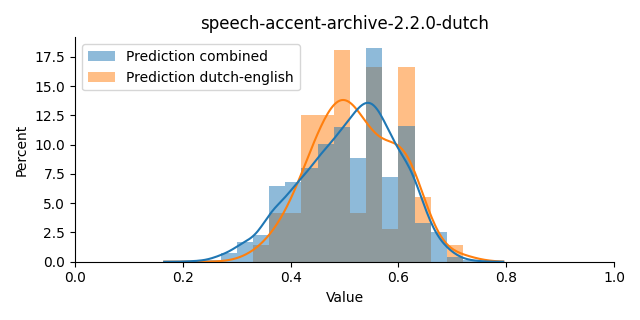 speech-accent-archive-2.2.0-dutch
Prediction combined
Prediction dutch-english
Percent
17.5
15.0
12.5
10.0
7.5
5.0
2.5
0.0
0.0 0.2 0.4 0.6 0.8 1.0
Value